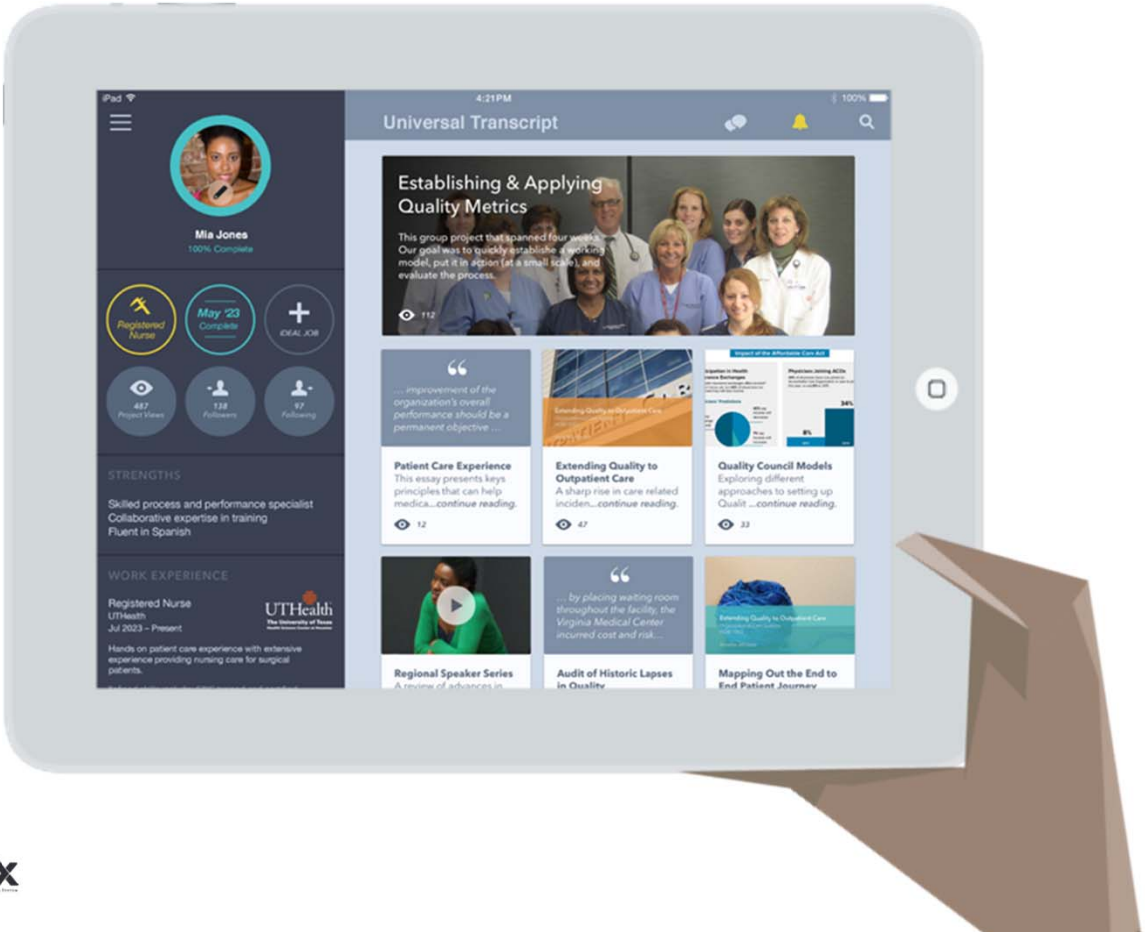 iPad
4:21PM
100%
Universal Transcript
Mia Jones
100% Complete
Registered
Nurse
May '23
Complete
+
IDEAL JOB
487
Project Views
138
Followers
97
Following
STRENGTHS
Skilled process and performance specialist
Collaborative expertise in training
Fluent in Spanish
WORK EXPERIENCE
Registered Nurse
UTHealth
Jul 2023 – Present
UTHealth
The University of Texas
Hands on patient care experience with extensive
experience providing nursing care for surgical
patients.
Establishing & Applying
Quality Metrics
This group project that spanned four weeks.
Our goal was to quickly establishe a working
model, put it in action (at a small scale), and
evaluate the process.
112
“
... improvement of the
organization's overall
performance should be a
permanent objective ...
Patient Care Experience
This essay presents keys
principles that can help
medica...continue reading.
12
Extending Quality to Outpatient Care
Extending Quality to
Outpatient Care
A sharp rise in care related
inciden...continue reading.
47
Impact of the Affordable Care Act
Physicians Joining ACOs
8%
34%
Quality Council Models
Exploring different
approaches to setting up
Qualit ...continue reading.
33
Regional Speaker Series
A review of advances in
“
... by placing waiting room
throughout the facility, the
Virginia Medical Center
incurred cost and risk...
Audit of Historic Lapses
in Quality
Extending Quality to Outpatient Care
Mapping Out the End to
End Patient Journey
X